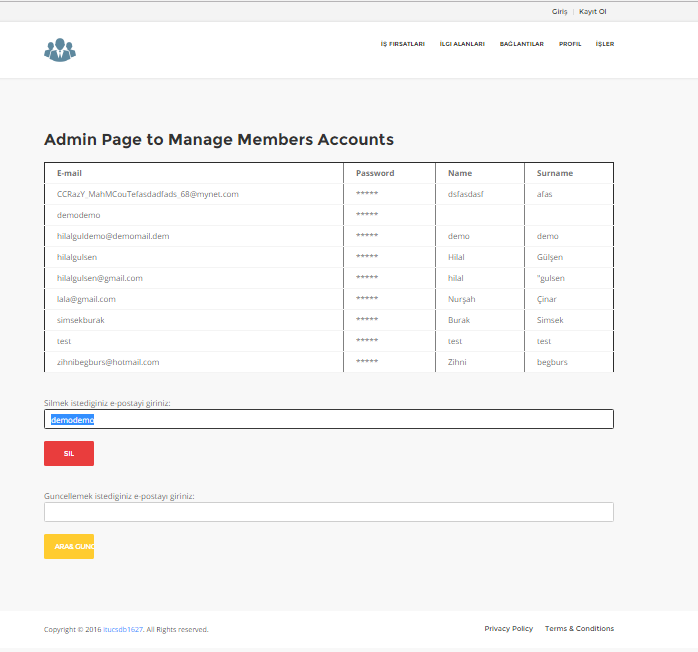 Giriş | Kayıt Ol
İŞ FIRSATLARI İLGI ALANLARI BAĞLANTILAR PROFIL İŞLER
Admin Page to Manage Members Accounts
E-mail Password Name Surname
CCRazY_MahMCouTefasdadfads_68@mynet.com ***** dsfasdasf afas
demodemo *****
hilalguldemo@demomail.dem ***** demo demo
hilalgulsen ***** Hilal Gülşen
hilalgulsen@gmail.com ***** hilal "gulsen
lala@gmail.com ***** Nurşah Çinar
simsekburak ***** Burak Simsek
test ***** test test
zihnibegburs@hotmail.com ***** Zihni begburs
Silmek istediginiz e-postayi giriniz:
demodemo
SIL
Guncellemek istediginiz e-postayı giriniz:
ARA& GUNC
Copyright © 2016 itucsdb1627. All Rights reserved. Privacy Policy Terms & Conditions